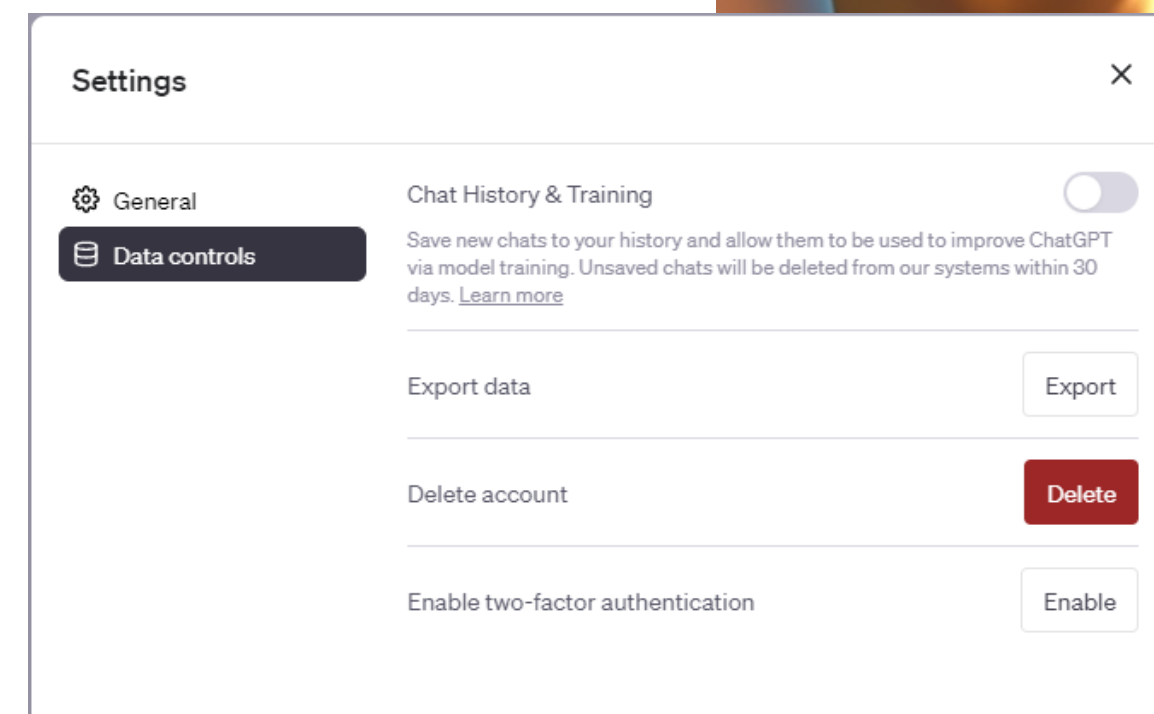 Settings
General
Data controls
Chat History & Training
Save new chats to your history and allow them to be used to improve ChatGPT
via model training. Unsaved chats will be deleted from our systems within 30
days. Learn more
Export data
Export
Delete account
Delete
Enable two-factor authentication
Enable